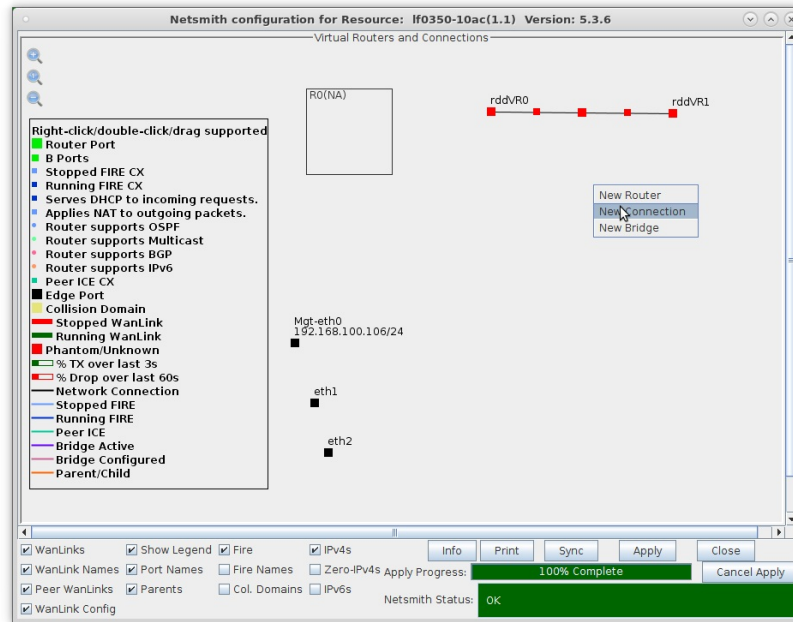 Netsmith configuration for Resource: lf0350-10ac(1.1) Version: 5.3.6
Virtual Routers and Connections
R0(NA)
rddVR0
rddVR1
New Router
New Connection
New Bridge
Right-click/double-click/drag supported
Router Port
B Ports
Stopped FIRE CX
Running FIRE CX
Serves DHCP to incoming requests.
Applies NAT to outgoing packets.
Router supports OSPF
Router supports Multicast
Router supports BGP
Router supports IPv6
Peer ICE CX
Edge Port
Collision Domain
Stopped WanLink
Running WanLink
Phantom/Unknown
% TX over last 3s
% Drop over last 60s
Network Connection
Stopped FIRE
Running FIRE
Peer ICE
Bridge Active
Bridge Configured
Parent/Child
Mgt-eth0
192.168.100.106/24
eth1
eth2
WanLinks Show Legend Fire IPv4s Info Print Sync Apply Close
WanLink Names Port Names Fire Names Zero-IPv4s Apply Progress: 100% Complete Cancel Apply
Peer WanLinks Parents Col. Domains IPv6s Netsmith Status: OK
WanLink Config